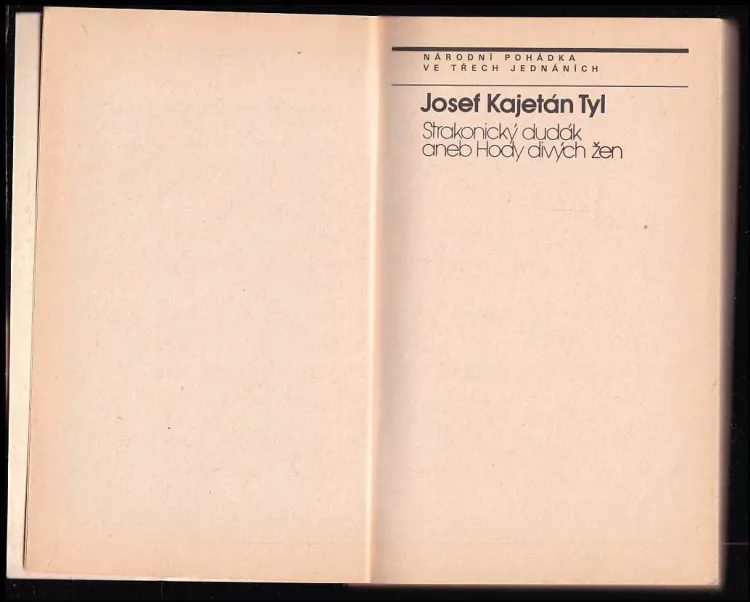 NÁRODNÍ POHÁDKA
VE TŘECH JEDNÁNÍCH
Josef Kajetán Tyl
Strakonický dudák
aneb Hody divých žen